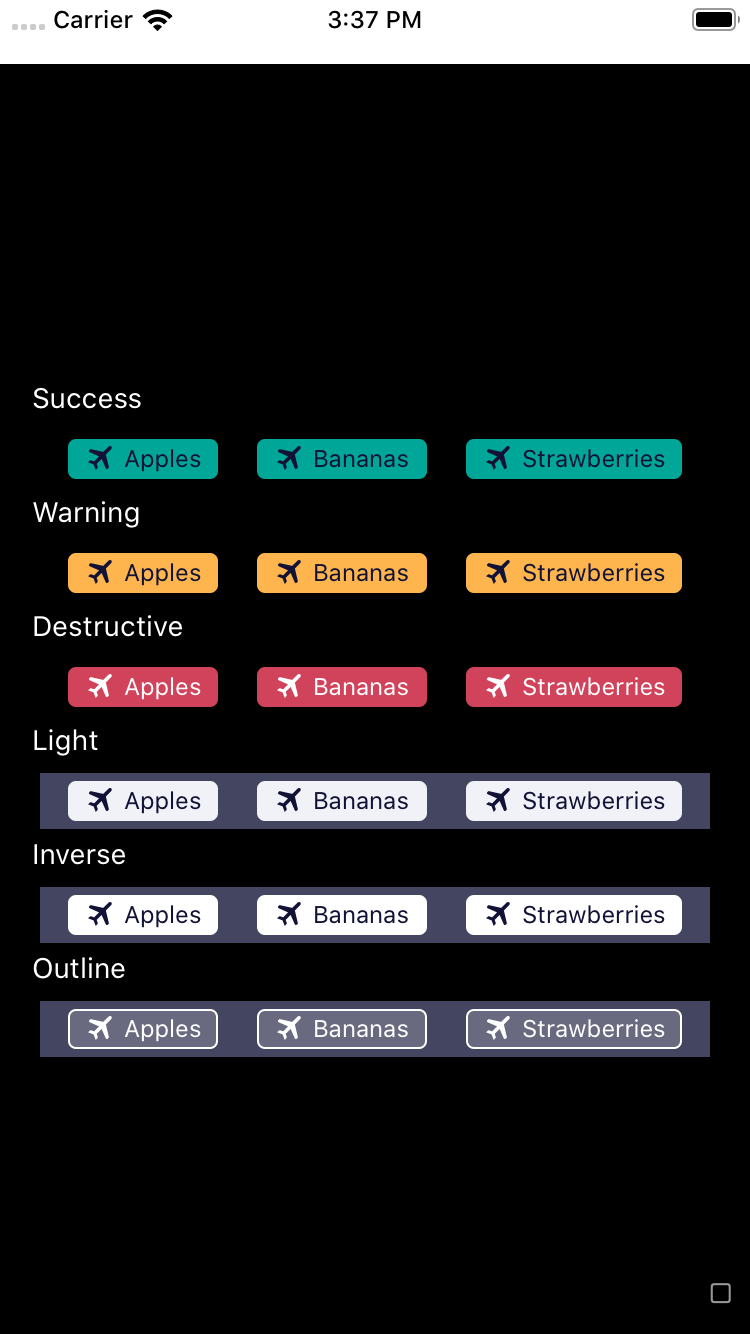 Carrier 3:37 PM
Success
Apples Bananas Strawberries
Warning
Apples Bananas Strawberries
Destructive
Apples Bananas Strawberries
Light
Apples Bananas Strawberries
Inverse
Apples Bananas Strawberries
Outline
Apples Bananas Strawberries